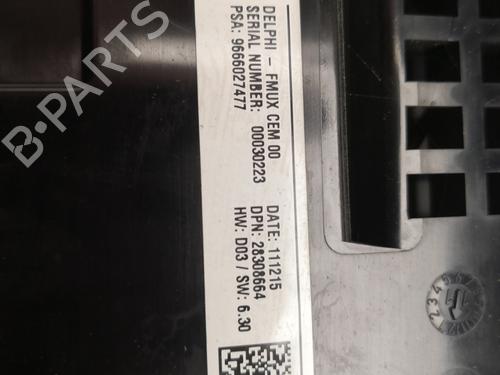 DELPHI - FMUX CEM 00
SERIAL NUMBER: 00030223
PSA: 9666027477
DATE: 111215
DPN: 28308664
HW: D03 / SW: 6.30
B-PARTS
11